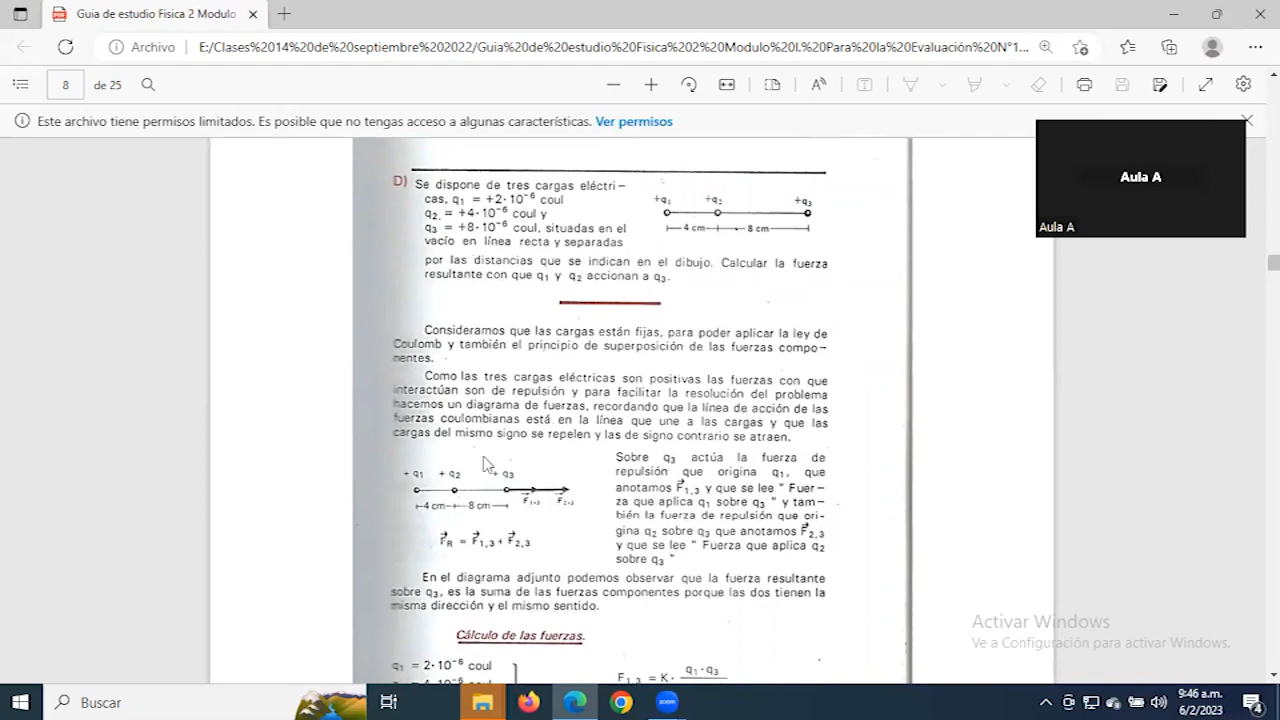 Guia de estudio Fisica 2 Modulo
Archivo
E:/Clases%2014%20de%20septiembre%202022/Guia%20de%20estudio%20Fisica%202%20Modulo%20I.%20Para%20la%20Evaluación%20N°1...
8
de 25
Este archivo tiene permisos limitados. Es posible que no tengas acceso a algunas características. Ver permisos
Aula A
Aula A
D) Se dispone de tres cargas eléctri-
cas, q₁ = +2·10⁻⁶ coul
q₂ = +4·10⁻⁶ coul y
q₃ = +8·10⁻⁶ coul, situadas en el
vacío en línea recta y separadas
por las distancias que se indican en el dibujo. Calcular la fuerza
resultante con que q₁ y q₂ accionan a q₃.
+q₁ +q₂ +q₃
4 cm 8 cm
Consideramos que las cargas están fijas, para poder aplicar la ley de
Coulomb y también el principio de superposición de las fuerzas compo-
nentes.
Como las tres cargas eléctricas son positivas las fuerzas con que
interactúan son de repulsión y para facilitar la resolución del problema
hacemos un diagrama de fuerzas, recordando que la línea de acción de las
fuerzas coulombianas está en la línea que une a las cargas y que las
cargas del mismo signo se repelen y las de signo contrario se atraen.
+ q₁ + q₂ + q₃
F⃗₁,₃ F⃗₂,₃
4 cm 8 cm
F⃗R = F⃗₁,₃ + F⃗₂,₃
Sobre q₃ actúa la fuerza de
repulsión que origina q₁, que
anotamos F⃗₁,₃ y que se lee " Fuer-
za que aplica q₁ sobre q₃ " y tam-
bién la fuerza de repulsión que ori-
gina q₂ sobre q₃ que anotamos F⃗₂,₃
y que se lee " Fuerza que aplica q₂
sobre q₃ "
En el diagrama adjunto podemos observar que la fuerza resultante
sobre q₃, es la suma de las fuerzas componentes porque las dos tienen la
misma dirección y el mismo sentido.
Cálculo de las fuerzas.
q₁ = 2·10⁻⁶ coul
F₁,₃ = K· q₁·q₃
Activar Windows
Ve a Configuración para activar Windows.
Buscar
zoom
9:46 a.m.
6/2/2023
4